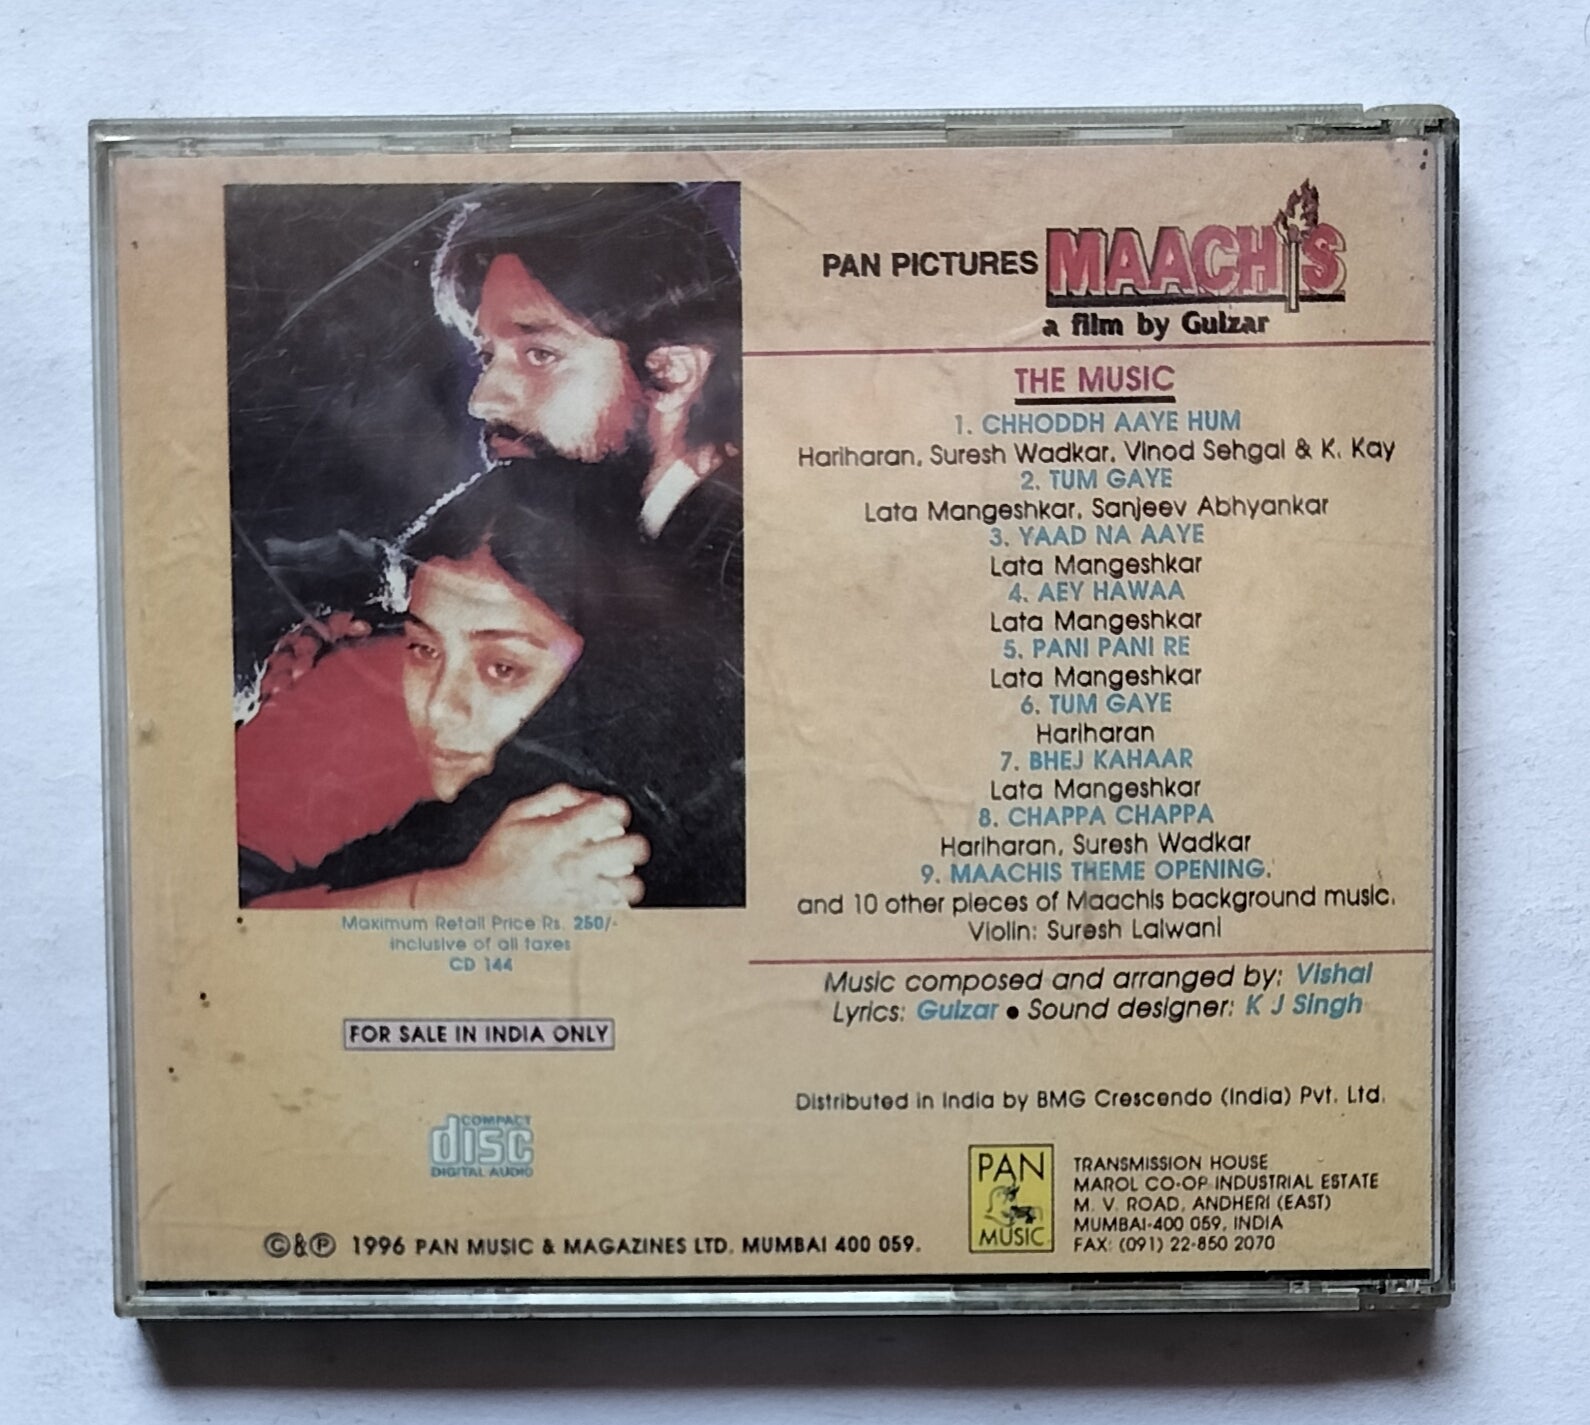 PAN PICTURES MAACHIS
a film by Gulzar
THE MUSIC
1. CHHODDH AAYE HUM
Hariharan, Suresh Wadkar, Vinod Sehgal & K. Kay
2. TUM GAYE
Lata Mangeshkar, Sanjeev Abhyankar
3. YAAD NA AAYE
Lata Mangeshkar
4. AEY HAWAA
Lata Mangeshkar
5. PANI PANI RE
Lata Mangeshkar
6. TUM GAYE
Hariharan
7. BHEJ KAHAAR
Lata Mangeshkar
8. CHAPPA CHAPPA
Hariharan, Suresh Wadkar
9. MAACHIS THEME OPENING.
and 10 other pieces of Maachis background music.
Violin: Suresh Lalwani
Music composed and arranged by: Vishal
Lyrics: Gulzar ● Sound designer: K J Singh
Distributed in India by BMG Crescendo (India) Pvt. Ltd.
Maximum Retail Price Rs. 250/-
inclusive of all taxes
CD 144
FOR SALE IN INDIA ONLY
COMPACT
disc
DIGITAL AUDIO
PAN
MUSIC
TRANSMISSION HOUSE
MAROL CO-OP INDUSTRIAL ESTATE
M. V. ROAD, ANDHERI (EAST)
MUMBAI-400 059, INDIA
FAX: (091) 22-850 2070
©&℗ 1996 PAN MUSIC & MAGAZINES LTD. MUMBAI 400 059.